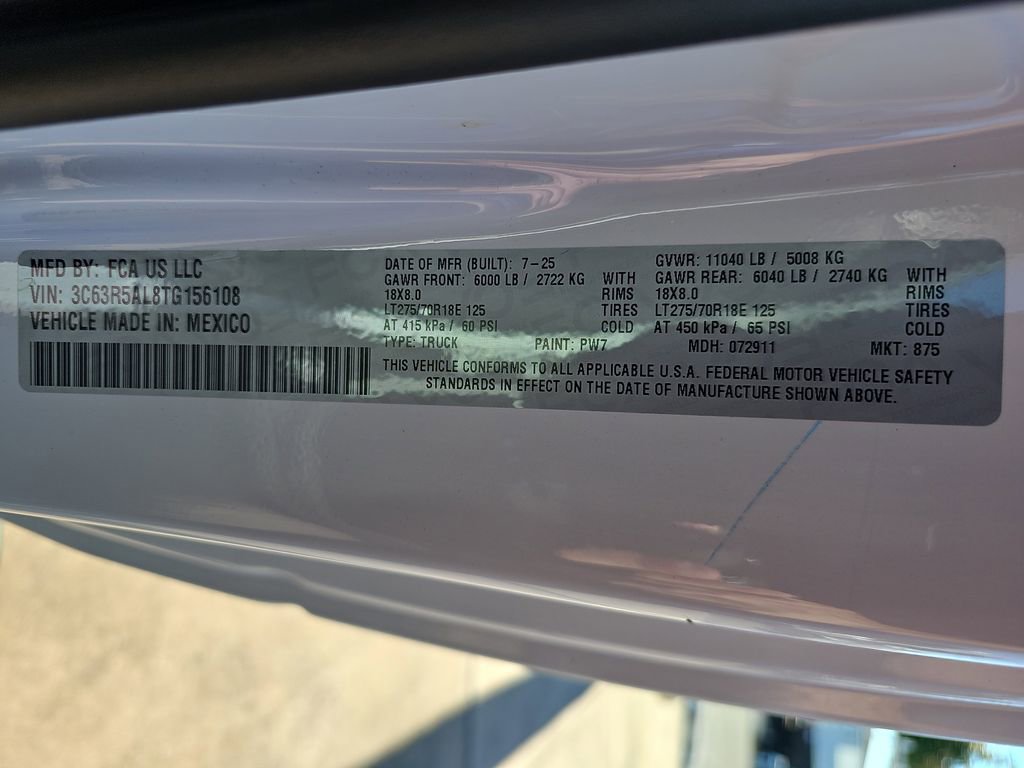 MFD BY: FCA US LLC
VIN: 3C63R5AL8TG156108
VEHICLE MADE IN: MEXICO
DATE OF MFR (BUILT): 7-25
GAWR FRONT: 6000 LB / 2722 KG WITH
18X8.0 RIMS
LT275/70R18E 125 TIRES
AT 415 kPa / 60 PSI COLD
GVWR: 11040 LB / 5008 KG
GAWR REAR: 6040 LB / 2740 KG WITH
18X8.0 RIMS
LT275/70R18E 125 TIRES
AT 450 kPa / 65 PSI COLD
TYPE: TRUCK PAINT: PW7 MDH: 072911 MKT: 875
THIS VEHICLE CONFORMS TO ALL APPLICABLE U.S.A. FEDERAL MOTOR VEHICLE SAFETY
STANDARDS IN EFFECT ON THE DATE OF MANUFACTURE SHOWN ABOVE.